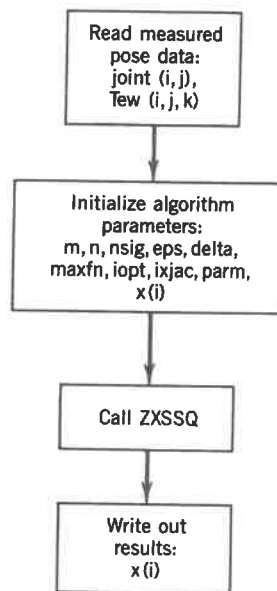 Read measured
pose data:
joint (i, j),
Tew (i, j, k)
Initialize algorithm
parameters:
m, n, nsig, eps, delta,
maxfn, iopt, ixjac, parm,
x(i)
Call ZXSSQ
Write out
results:
x(i)